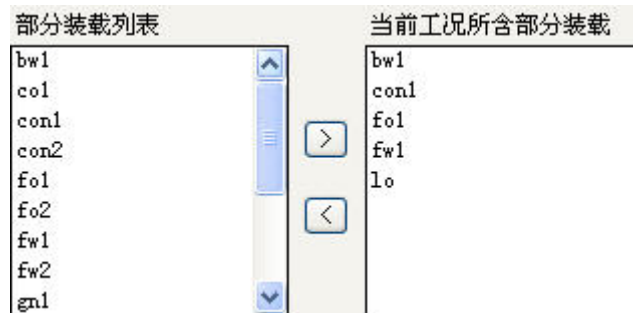 部分装载列表
bw1
co1
con1
con2
fo1
fo2
fw1
fw2
gn1
>
<
当前工况所含部分装载
bw1
con1
fo1
fw1
lo